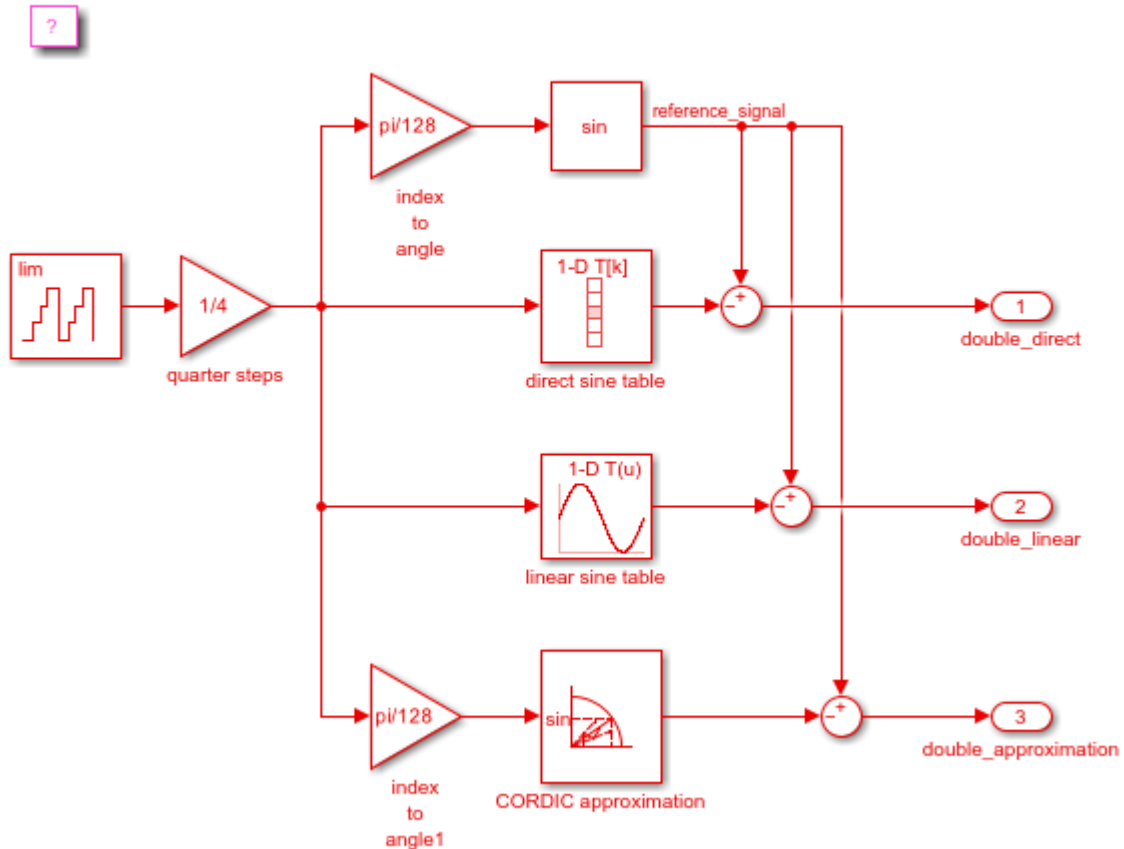 ?
pi/128
sin
reference_signal
index
to
angle
lim
1/4
quarter steps
1-D T[k]
direct sine table
+
−
1
double_direct
1-D T(u)
linear sine table
+
−
2
double_linear
pi/128
index
to
angle1
sin
CORDIC approximation
+
−
3
double_approximation